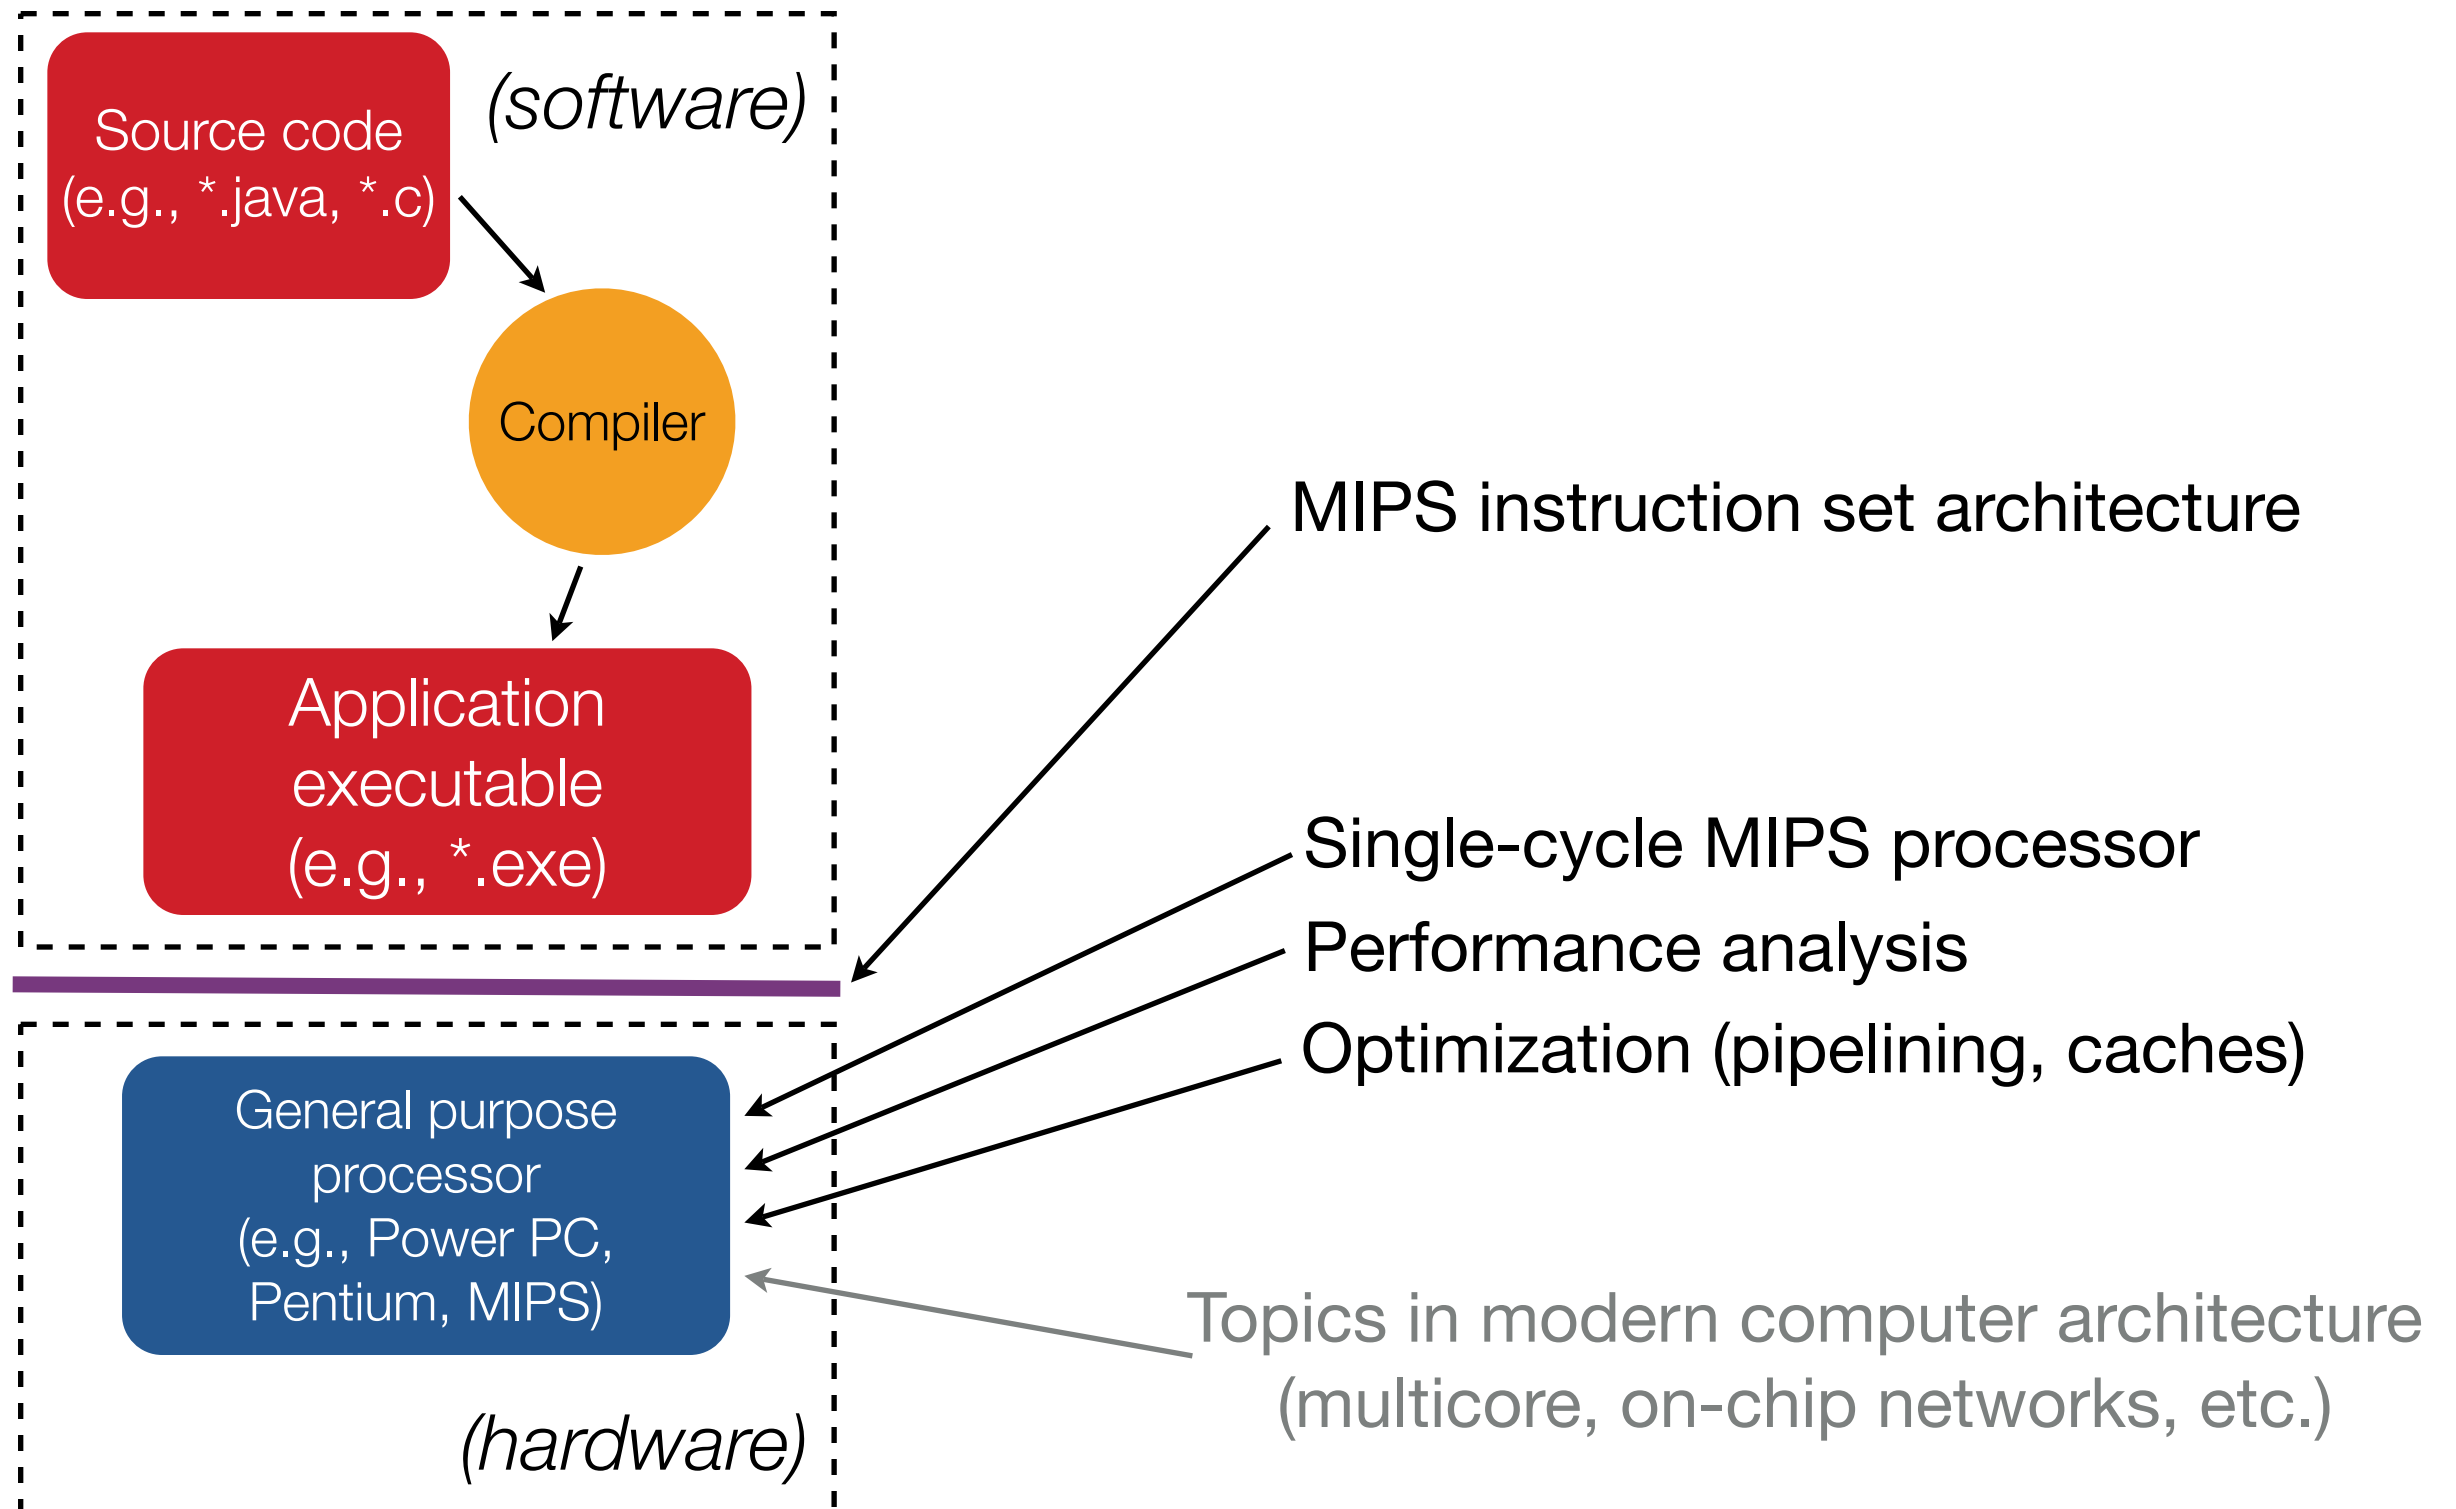 Source code
(e.g., *.java, *.c)
(software)
Compiler
Application
executable
(e.g., *.exe)
MIPS instruction set architecture
Single-cycle MIPS processor
Performance analysis
Optimization (pipelining, caches)
General purpose
processor
(e.g., Power PC,
Pentium, MIPS)
(hardware)
Topics in modern computer architecture
(multicore, on-chip networks, etc.)